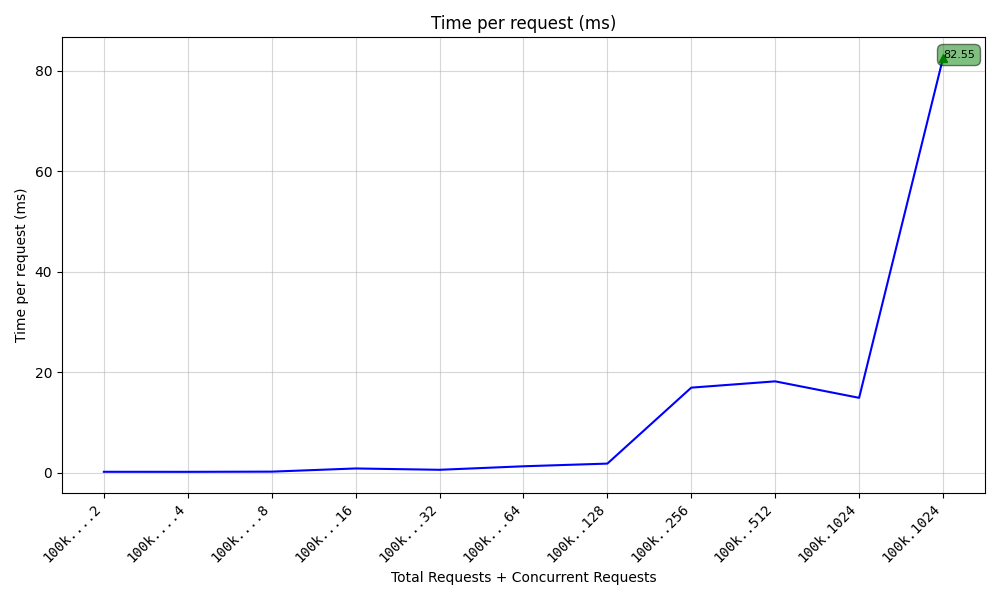 Time per request (ms)
82.55
Time per request (ms)
80
60
40
20
0
100k....2
100k....4
100k....8
100k...16
100k...32
100k...64
100k..128
100k..256
100k..512
100k.1024
100k.1024
Total Requests + Concurrent Requests